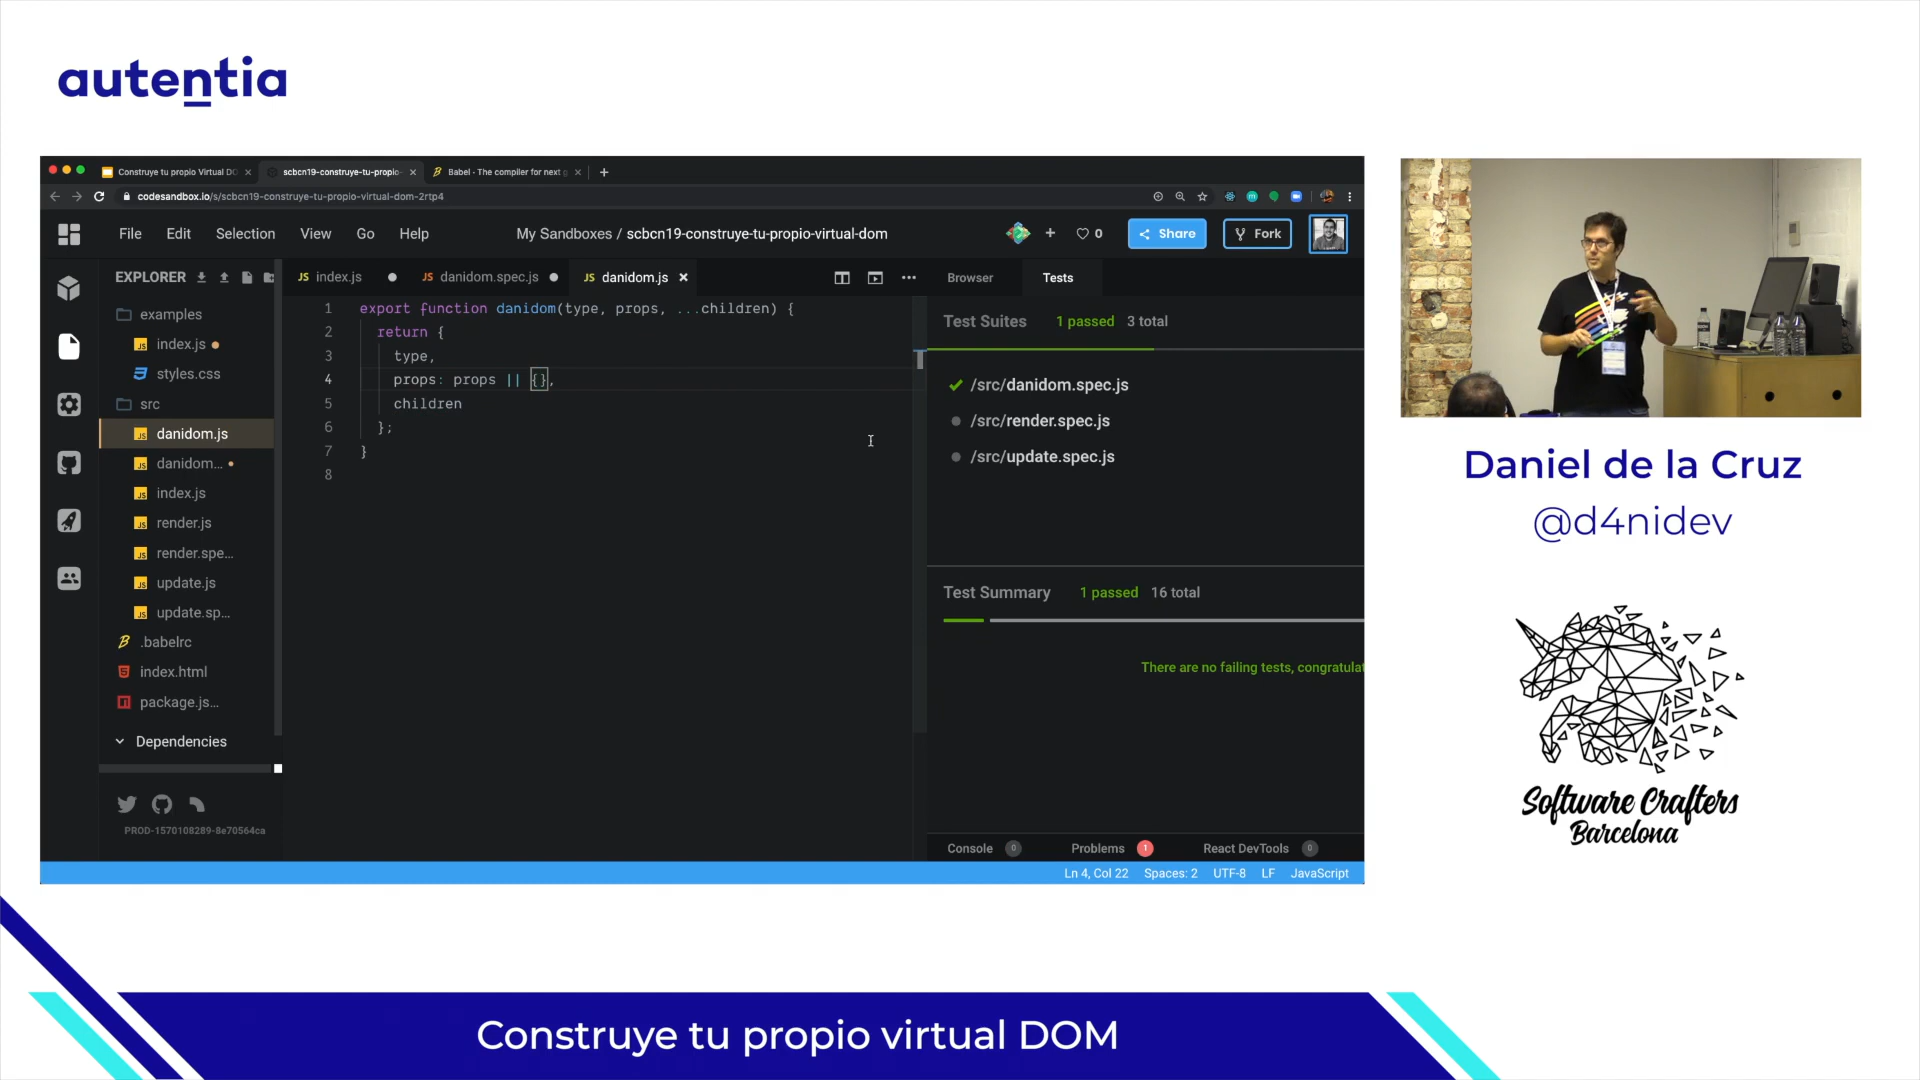 autentia
Construye tu propio Virtual DO
scbcn19-construye-tu-propio-
Babel · The compiler for next g
codesandbox.io/s/scbcn19-construye-tu-propio-virtual-dom-2rtp4
File Edit Selection View Go Help
My Sandboxes / scbcn19-construye-tu-propio-virtual-dom
0
Share
Fork
EXPLORER
examples
index.js
styles.css
src
danidom.js
danidom...
index.js
render.js
render.spe...
update.js
update.sp...
.babelrc
index.html
package.js...
Dependencies
PROD-1570108289-8e70564ca
JS index.js
JS danidom.spec.js
JS danidom.js
1 export function danidom(type, props, ...children) {
2 return {
3 type,
4 props: props || {},
5 children
6 };
7 }
8
Browser
Tests
Test Suites 1 passed 3 total
/src/danidom.spec.js
/src/render.spec.js
/src/update.spec.js
Test Summary 1 passed 16 total
There are no failing tests, congratulat
Console 0 Problems 1 React DevTools 0
Ln 4, Col 22 Spaces: 2 UTF-8 LF JavaScript
Daniel de la Cruz
@d4nidev
Software Crafters
Barcelona
Construye tu propio virtual DOM